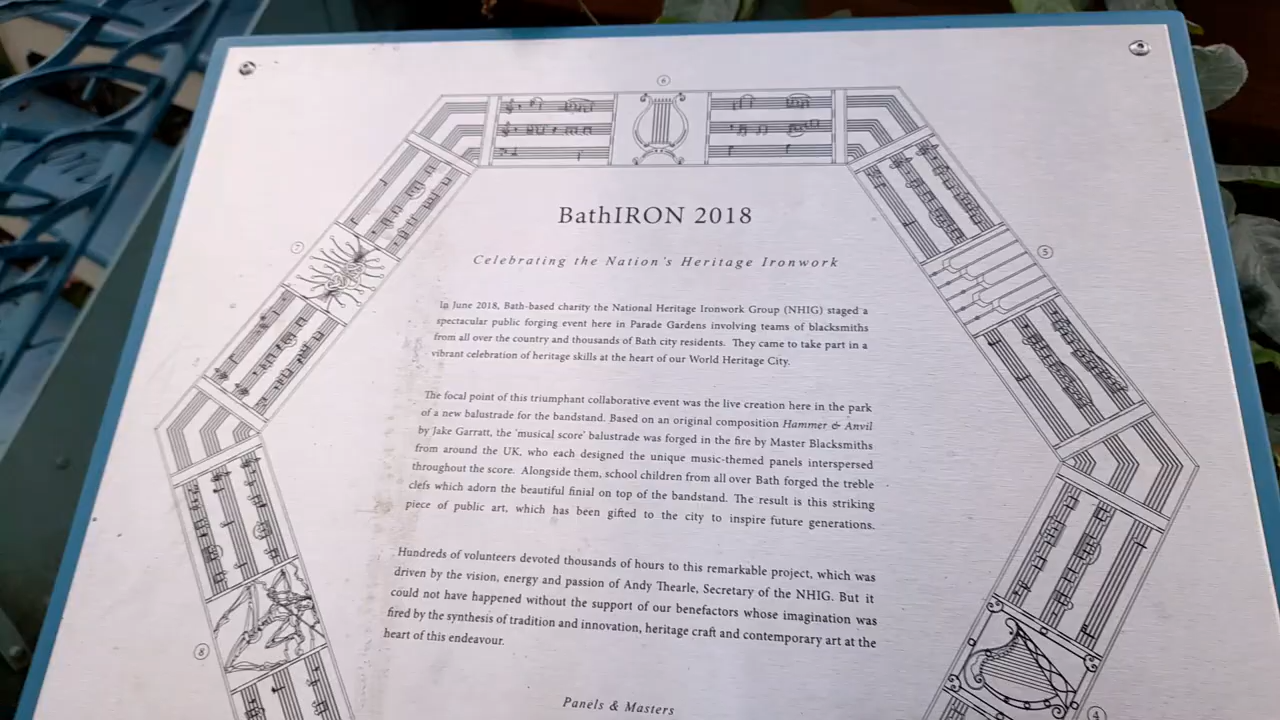 6
BathIRON 2018
Celebrating the Nation's Heritage Ironwork
7
5
In June 2018, Bath-based charity the National Heritage Ironwork Group (NHIG) staged a
spectacular public forging event here in Parade Gardens involving teams of blacksmiths
from all over the country and thousands of Bath city residents. They came to take part in a
vibrant celebration of heritage skills at the heart of our World Heritage City.
The focal point of this triumphant collaborative event was the live creation here in the park
of a new balustrade for the bandstand. Based on an original composition Hammer & Anvil
by Jake Garratt, the 'musical score' balustrade was forged in the fire by Master Blacksmiths
from around the UK, who each designed the unique music-themed panels interspersed
throughout the score. Alongside them, school children from all over Bath forged the treble
clefs which adorn the beautiful finial on top of the bandstand. The result is this striking
piece of public art, which has been gifted to the city to inspire future generations.
Hundreds of volunteers devoted thousands of hours to this remarkable project, which was
driven by the vision, energy and passion of Andy Thearle, Secretary of the NHIG. But it
could not have happened without the support of our benefactors whose imagination was
fired by the synthesis of tradition and innovation, heritage craft and contemporary art at the
heart of this endeavour.
8
4
Panels & Masters